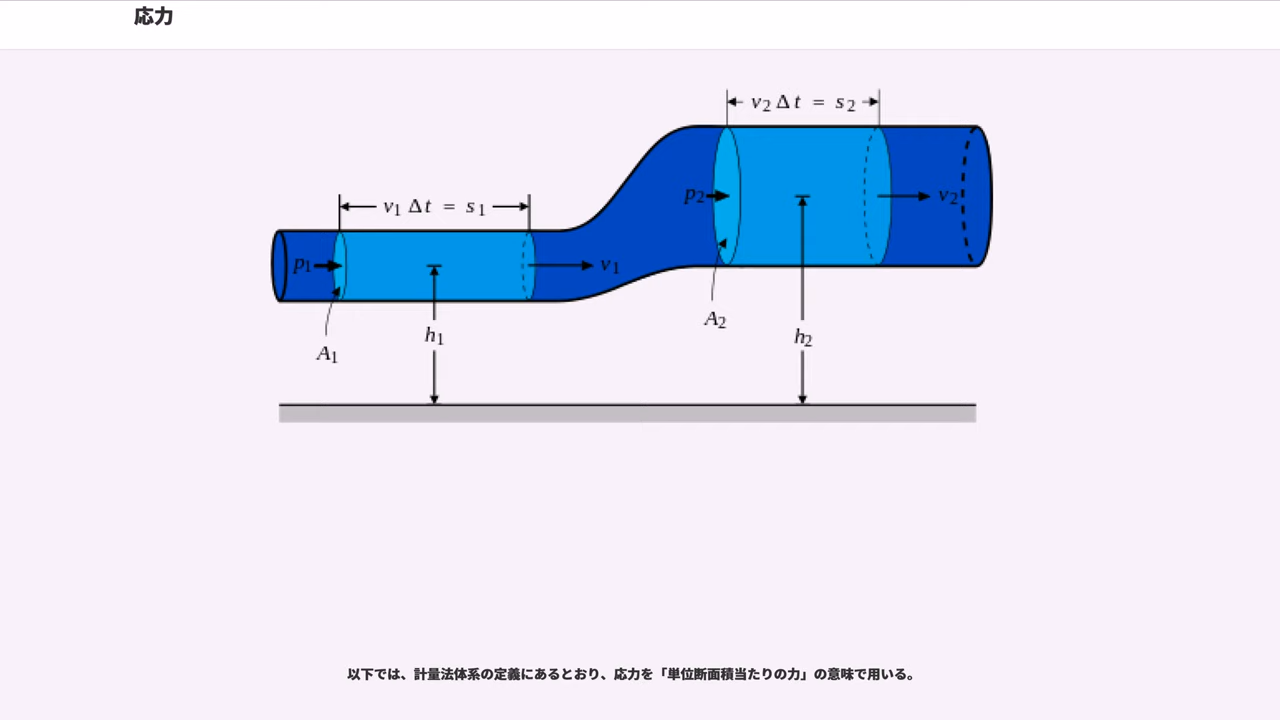 応力
v₂ Δt = s₂
p₂
v₂
v₁ Δt = s₁
p₁
v₁
A₂
h₁
h₂
A₁
以下では、計量法体系の定義にあるとおり、応力を「単位断面積当たりの力」の意味で用いる。